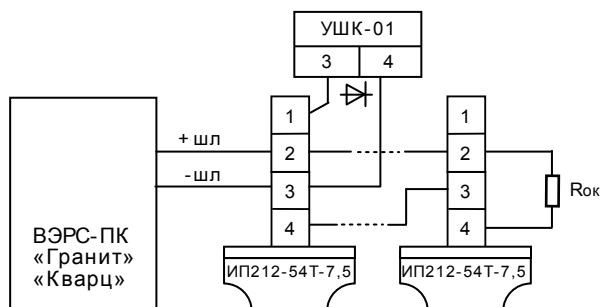 УШК-01
3 4
1
2
3
4
+ шл
- шл
ВЭРС-ПК
«Гранит»
«Кварц»
1
2
3
4
Rок
ИП212-54Т-7,5
ИП212-54Т-7,5